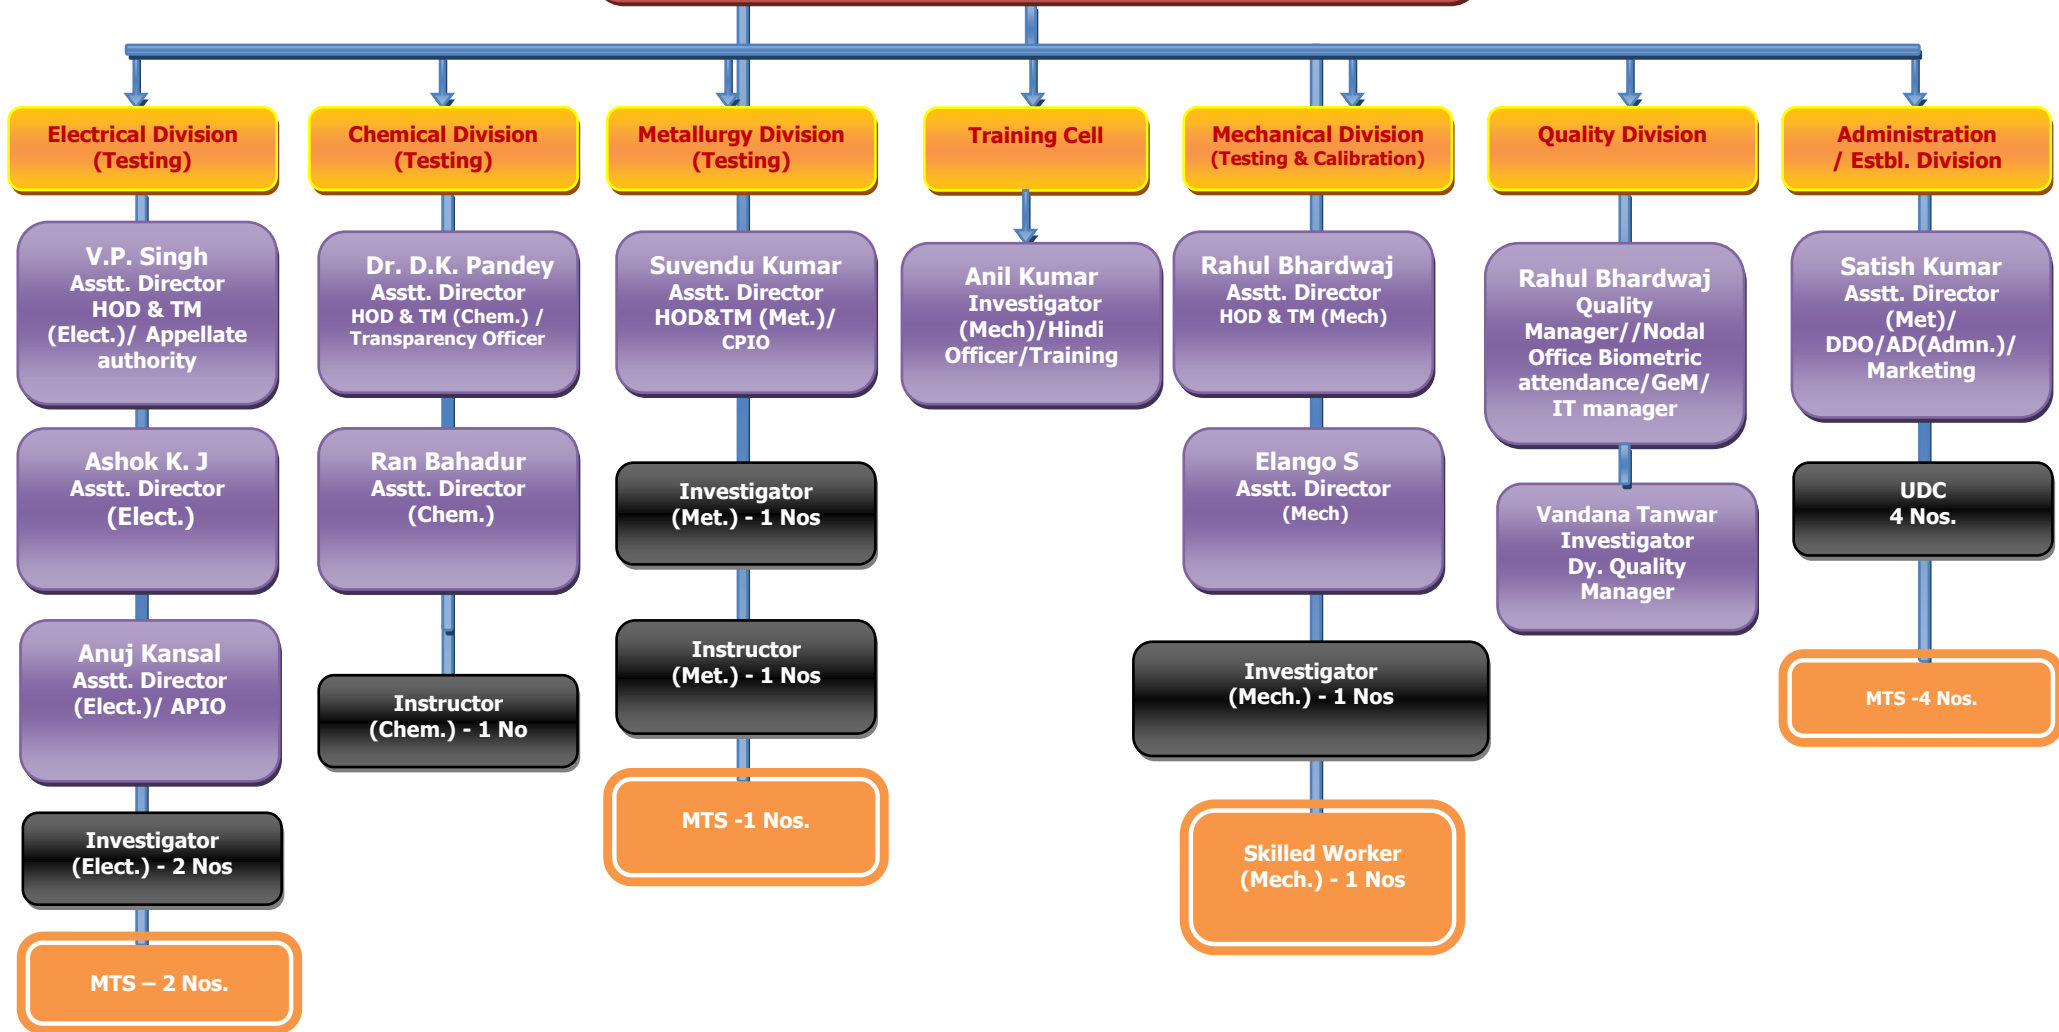 Electrical Division
(Testing)
Chemical Division
(Testing)
Metallurgy Division
(Testing)
Training Cell
Mechanical Division
(Testing & Calibration)
Quality Division
Administration
/ Estbl. Division
V.P. Singh
Asstt. Director
HOD & TM
(Elect.)/ Appellate
authority
Dr. D.K. Pandey
Asstt. Director
HOD & TM (Chem.) /
Transparency Officer
Suvendu Kumar
Asstt. Director
HOD&TM (Met.)/
CPIO
Anil Kumar
Investigator
(Mech)/Hindi
Officer/Training
Rahul Bhardwaj
Asstt. Director
HOD & TM (Mech)
Rahul Bhardwaj
Quality
Manager//Nodal
Office Biometric
attendance/GeM/
IT manager
Satish Kumar
Asstt. Director
(Met)/
DDO/AD(Admn.)/
Marketing
Ashok K. J
Asstt. Director
(Elect.)
Ran Bahadur
Asstt. Director
(Chem.)
Investigator
(Met.) - 1 Nos
Elango S
Asstt. Director
(Mech)
Vandana Tanwar
Investigator
Dy. Quality
Manager
UDC
4 Nos.
Anuj Kansal
Asstt. Director
(Elect.)/ APIO
Instructor
(Chem.) - 1 No
Instructor
(Met.) - 1 Nos
Investigator
(Mech.) - 1 Nos
MTS -4 Nos.
Investigator
(Elect.) - 2 Nos
MTS -1 Nos.
Skilled Worker
(Mech.) - 1 Nos
MTS – 2 Nos.